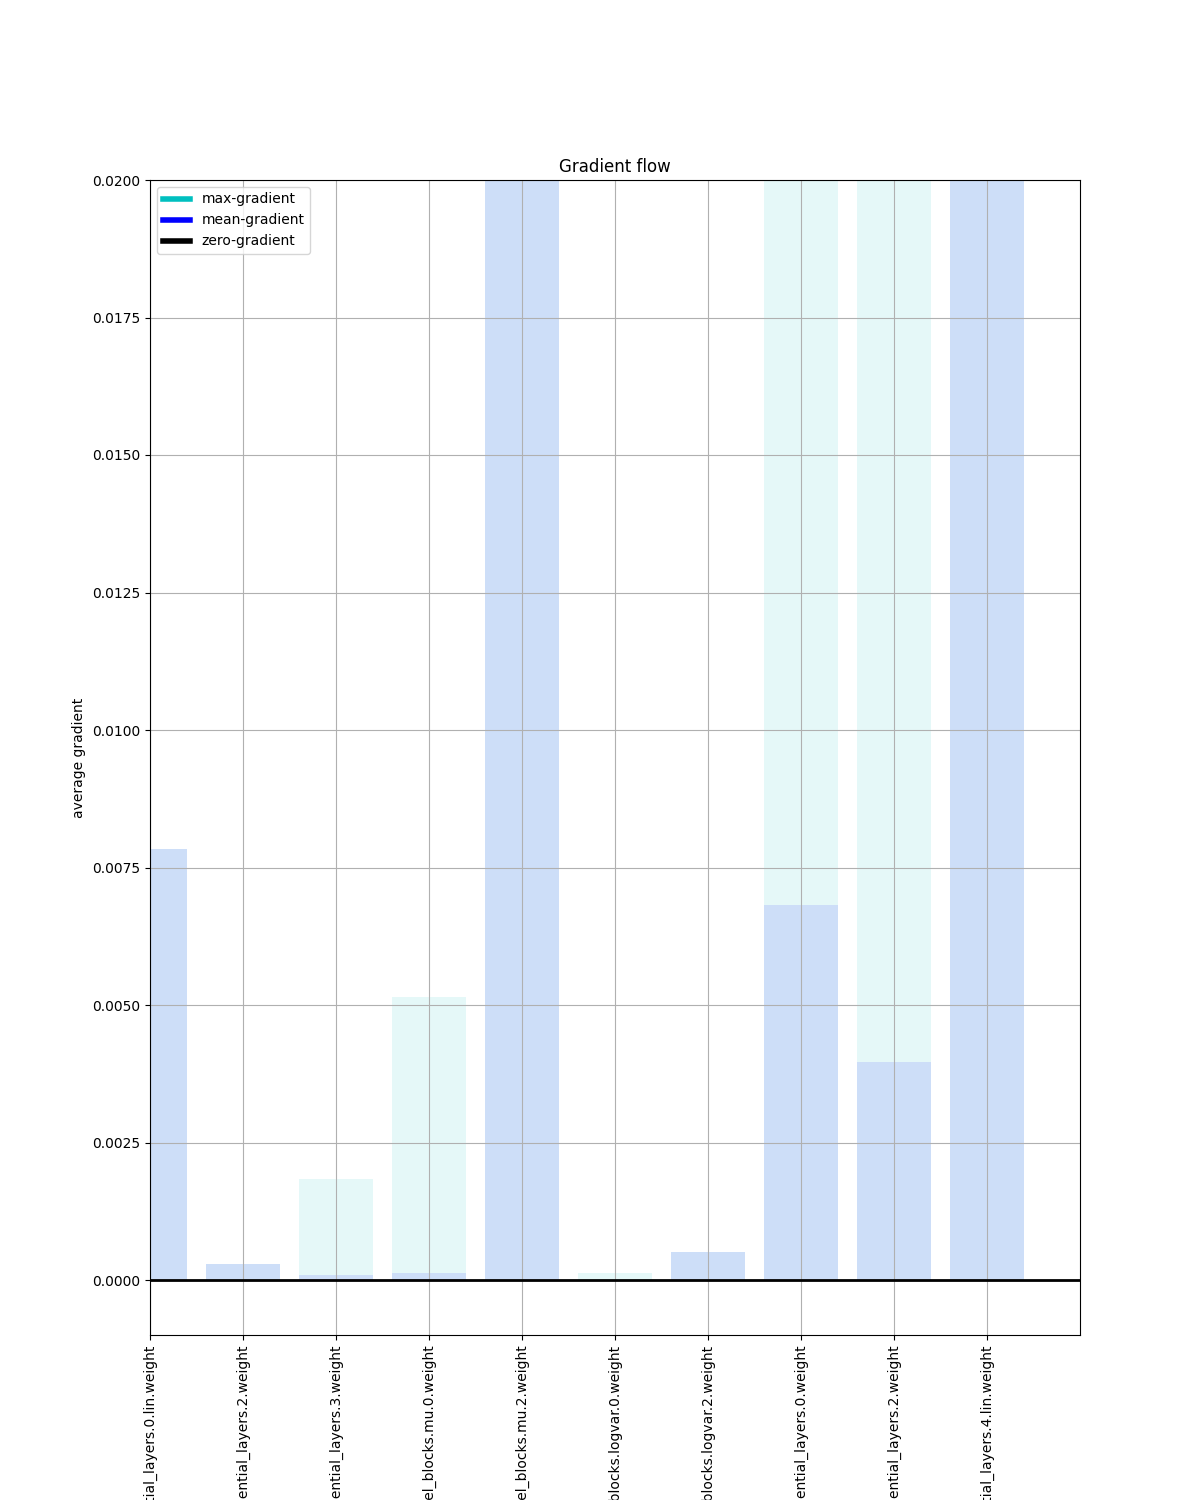 Gradient flow
max-gradient
mean-gradient
zero-gradient
0.0200
0.0175
0.0150
0.0125
0.0100
0.0075
0.0050
0.0025
0.0000
average gradient
tial_layers.0.lin.weight
ential_layers.2.weight
ential_layers.3.weight
el_blocks.mu.0.weight
el_blocks.mu.2.weight
blocks.logvar.0.weight
blocks.logvar.2.weight
ential_layers.0.weight
ential_layers.2.weight
tial_layers.4.lin.weight